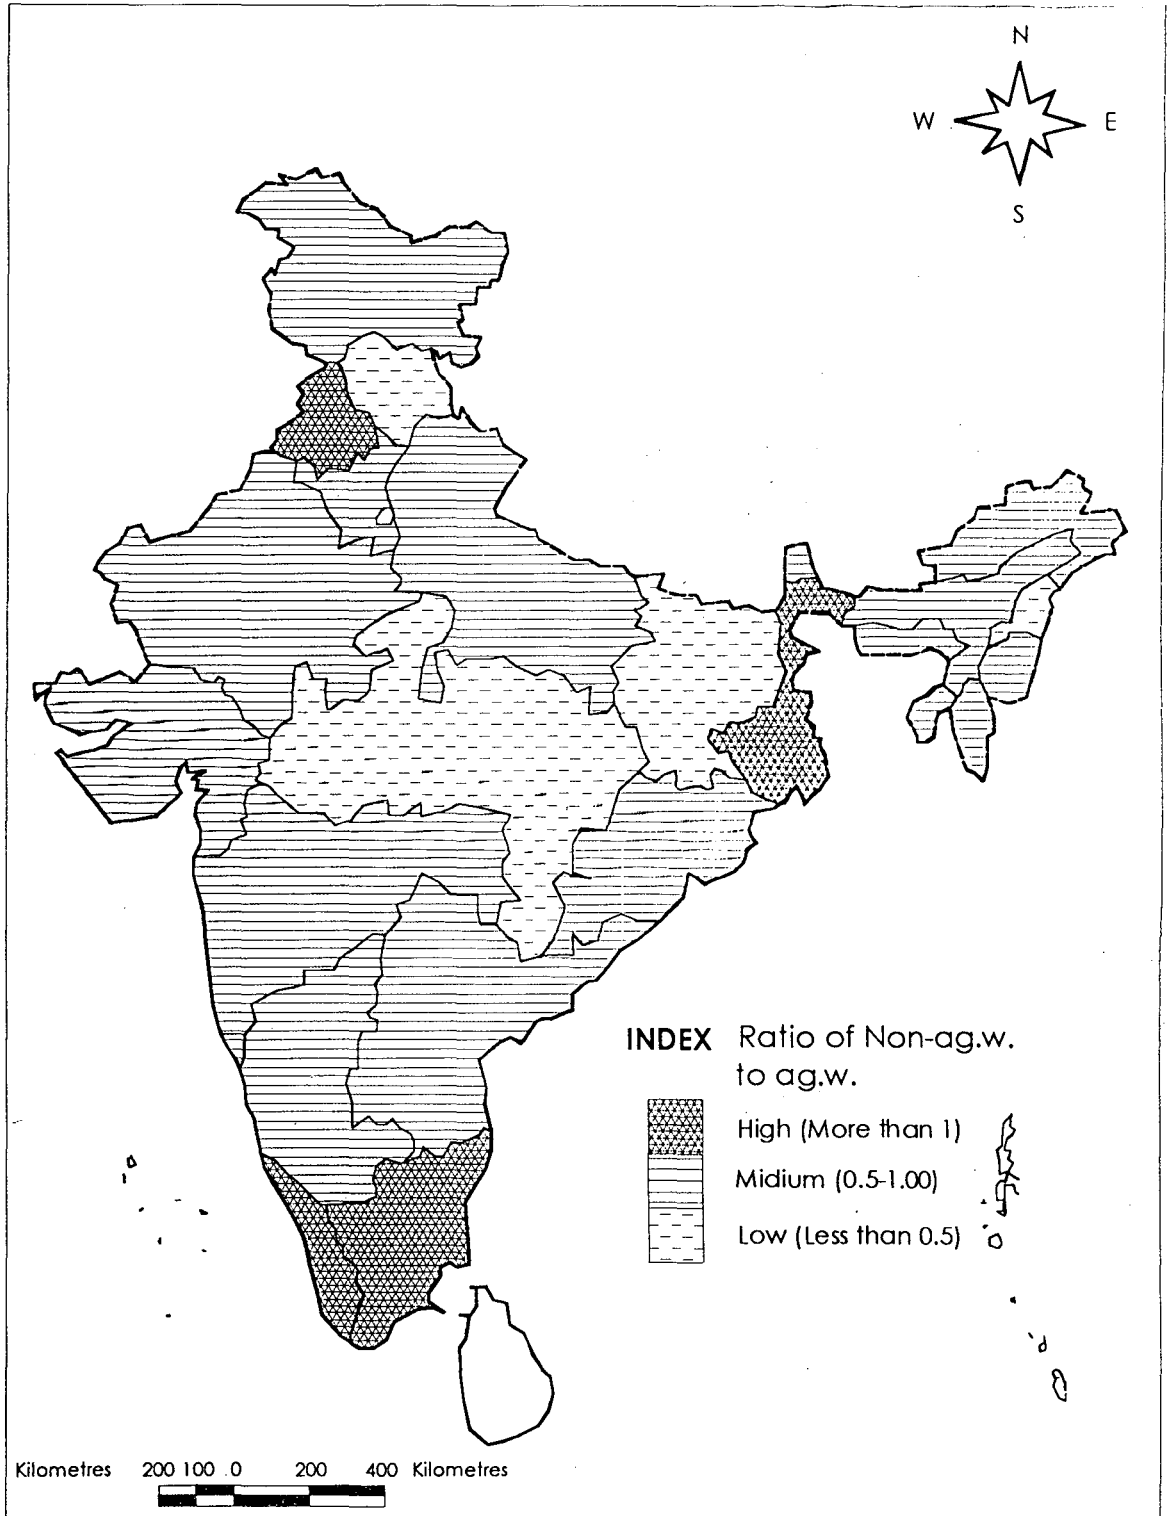 N
W E
S
INDEX Ratio of Non-ag.w.
to ag.w.
High (More than 1)
Midium (0.5-1.00)
Low (Less than 0.5)
Kilometres 200 100 0 200 400 Kilometres